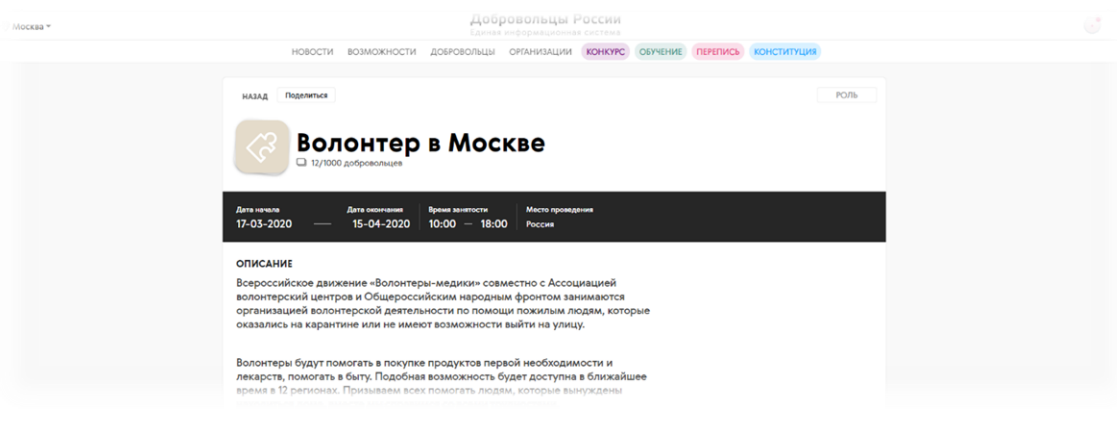 Москва
Добровольцы России
Единая информационная система
НОВОСТИ ВОЗМОЖНОСТИ ДОБРОВОЛЬЦЫ ОРГАНИЗАЦИИ КОНКУРС ОБУЧЕНИЕ ПЕРЕПИСЬ КОНСТИТУЦИЯ
НАЗАД Поделиться РОЛЬ
Волонтер в Москве
12/1000 добровольцев
Дата начала Дата окончания Время занятости Место проведения
17-03-2020 — 15-04-2020 10:00 — 18:00 Россия
ОПИСАНИЕ
Всероссийское движение «Волонтеры-медики» совместно с Ассоциацией
волонтерский центров и Общероссийским народным фронтом занимаются
организацией волонтерской деятельности по помощи пожилым людям, которые
оказались на карантине или не имеют возможности выйти на улицу.
Волонтеры будут помогать в покупке продуктов первой необходимости и
лекарств, помогать в быту. Подобная возможность будет доступна в ближайшее
время в 12 регионах. Призываем всех помогать людям, которые вынуждены